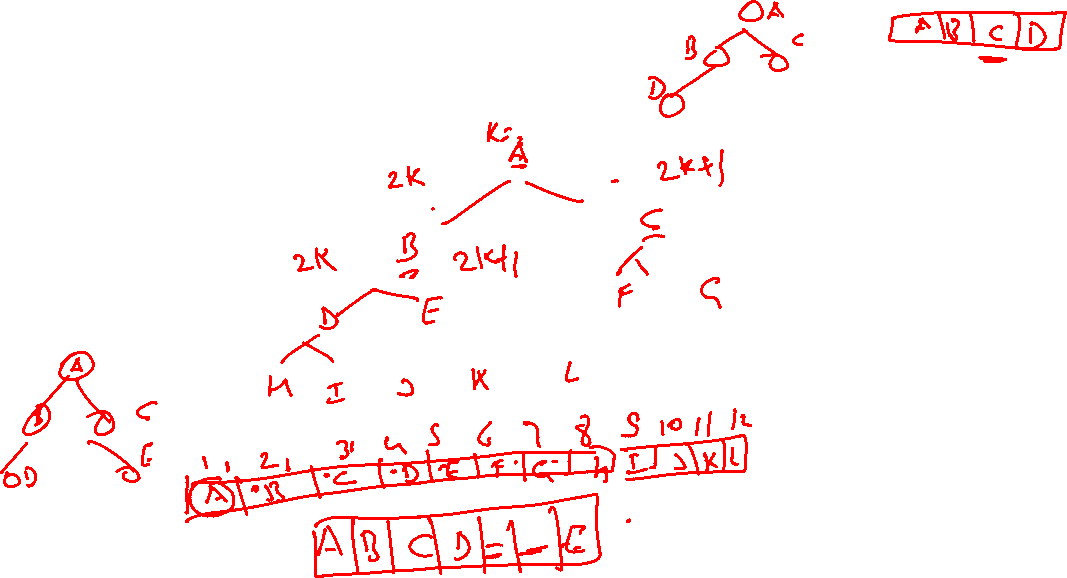 A
A B C D
B C
D
K=
A
2K 2K+1
C
B
2K 2K+1
F G
D E
A
H I J K L
B C
D E
1 2 3 4 5 6 7 8 9 10 11 12
A B C D E F G H I J K L
A B C D = — E